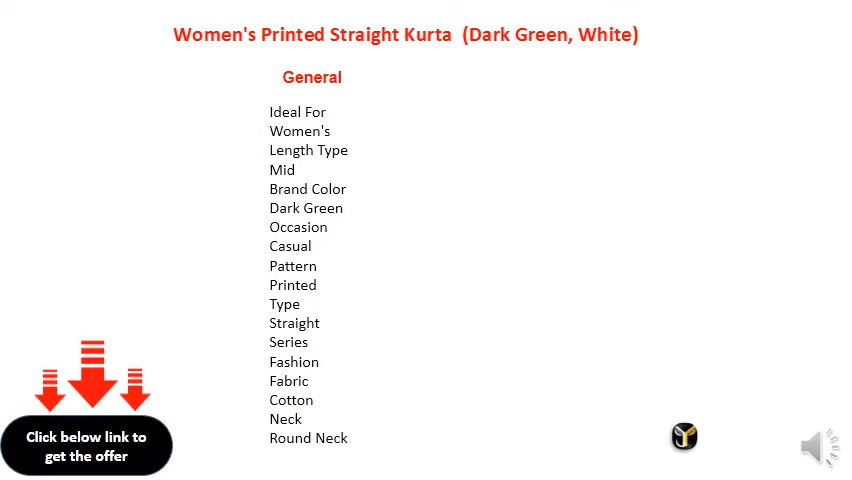 Women's Printed Straight Kurta (Dark Green, White)
General
Ideal For
Women's
Length Type
Mid
Brand Color
Dark Green
Occasion
Casual
Pattern
Printed
Type
Straight
Series
Fashion
Fabric
Cotton
Neck
Round Neck
Click below link to
get the offer